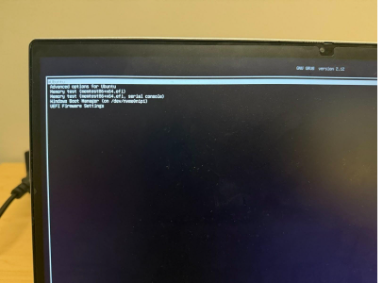 GNU GRUB version 2.12
Advanced options for Ubuntu
Memory test (memtest86+x64.efi)
Memory test (memtest86+x64.efi, serial console)
Windows Boot Manager (on /dev/nvme0n1p1)
UEFI Firmware Settings